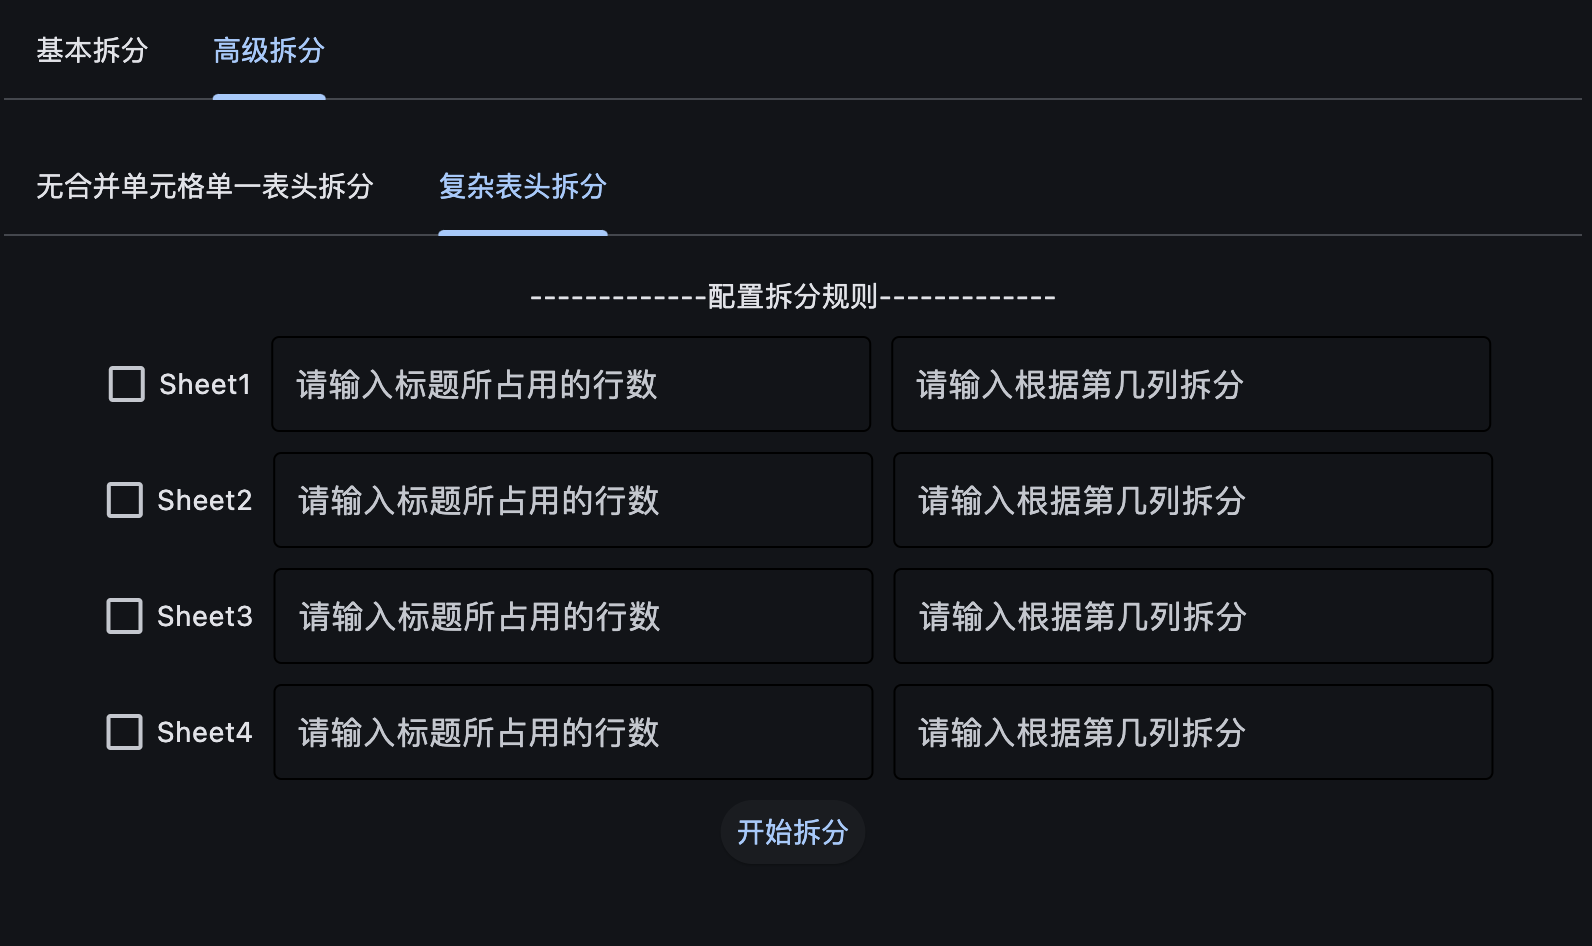 基本拆分 高级拆分
无合并单元格单一表头拆分 复杂表头拆分
-------------配置拆分规则-------------
Sheet1 请输入标题所占用的行数 请输入根据第几列拆分
Sheet2 请输入标题所占用的行数 请输入根据第几列拆分
Sheet3 请输入标题所占用的行数 请输入根据第几列拆分
Sheet4 请输入标题所占用的行数 请输入根据第几列拆分
开始拆分